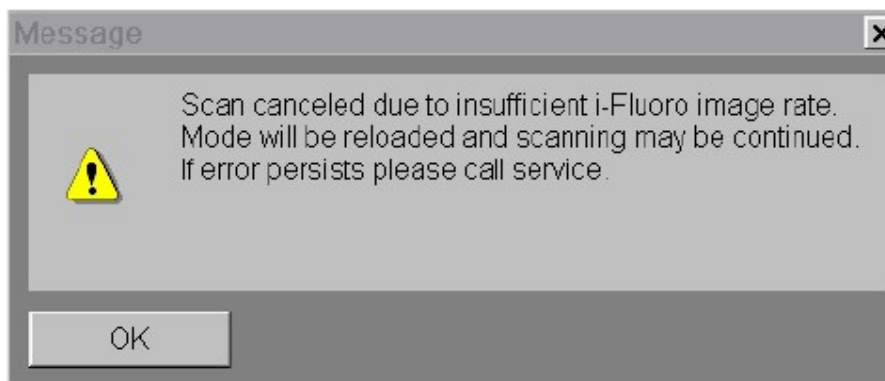 Message
Scan canceled due to insufficient i-Fluoro image rate.
Mode will be reloaded and scanning may be continued.
If error persists please call service.
OK